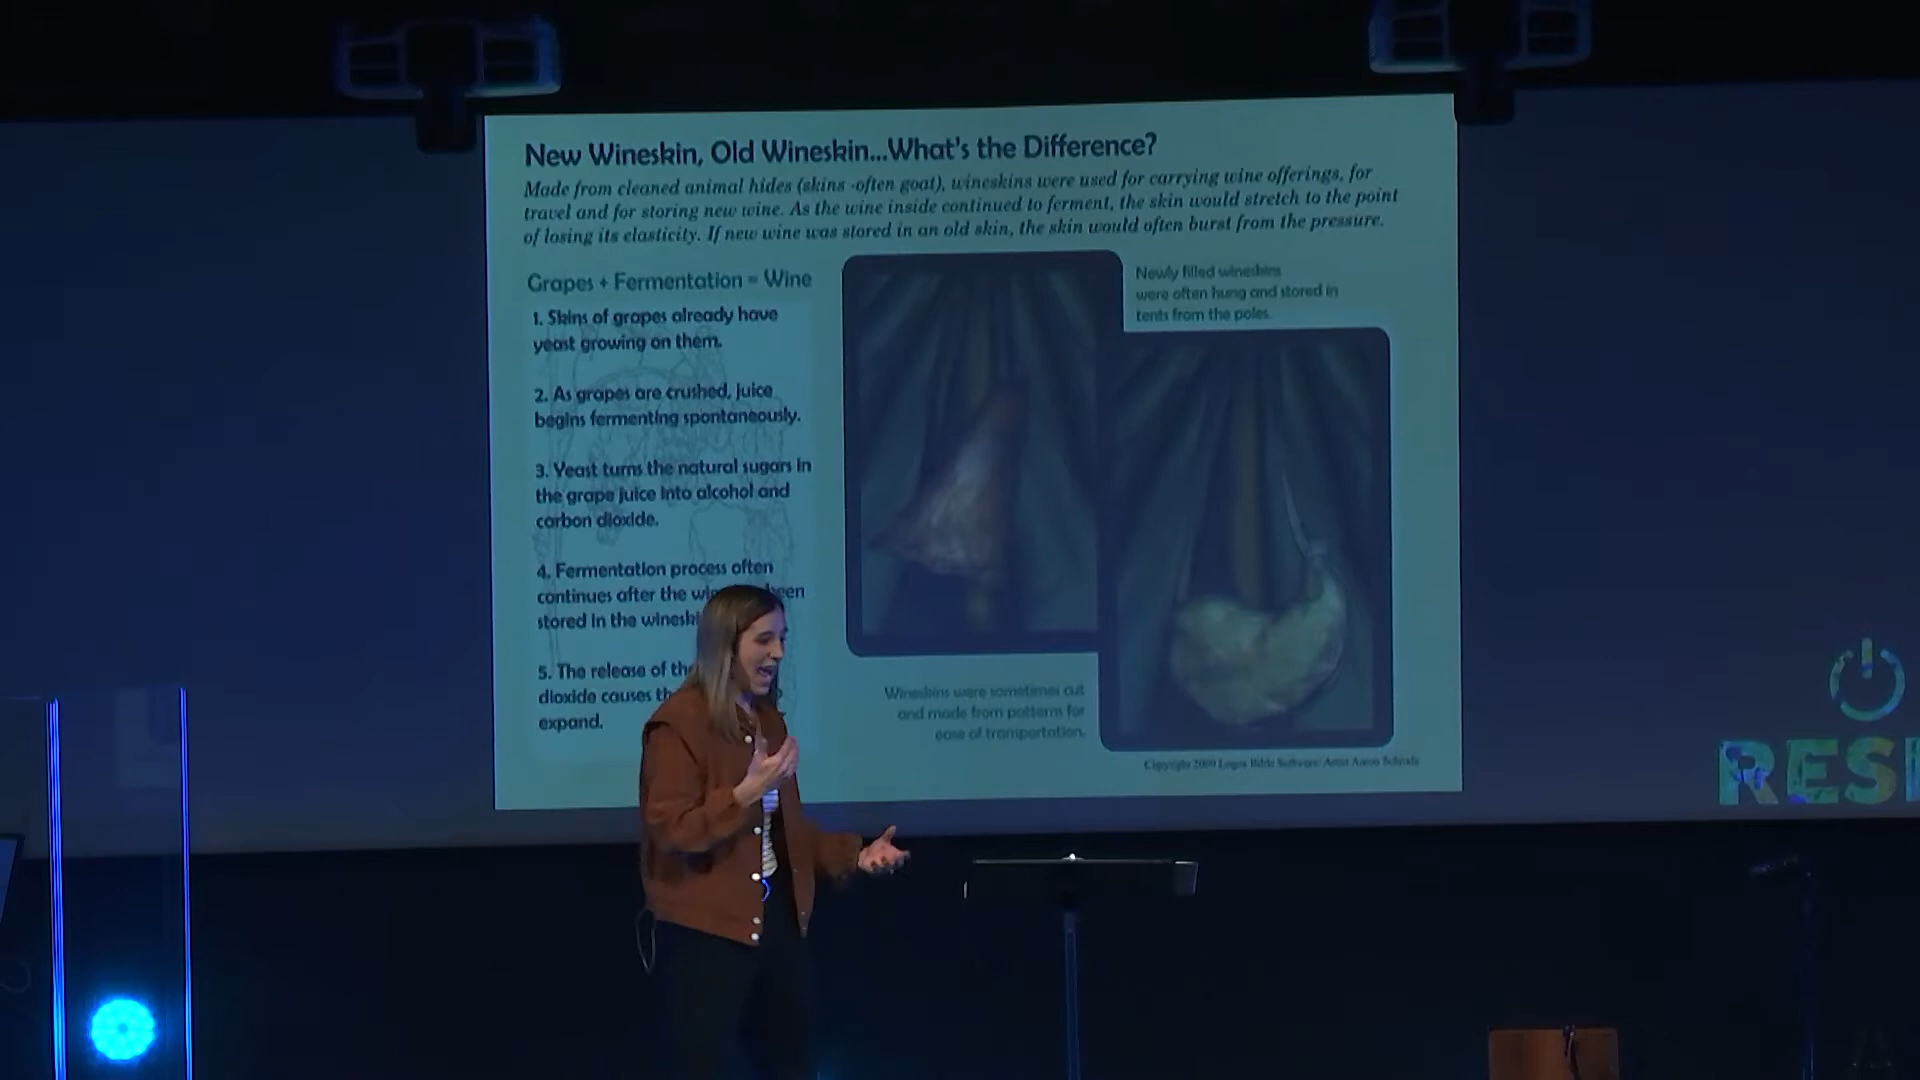 New Wineskin, Old Wineskin...What's the Difference?
Made from cleaned animal hides (skins -often goat), wineskins were used for carrying wine offerings, for
travel and for storing new wine. As the wine inside continued to ferment, the skin would stretch to the point
of losing its elasticity. If new wine was stored in an old skin, the skin would often burst from the pressure.
Grapes + Fermentation = Wine
1. Skins of grapes already have
yeast growing on them.
2. As grapes are crushed, juice
begins fermenting spontaneously.
3. Yeast turns the natural sugars in
the grape juice into alcohol and
carbon dioxide.
4. Fermentation process often
continues after the
stored in the
5. The release of
dioxide causes
expand.
Newly filled wineskins
were often hung and stored in
tents from the poles.
Wineskins were sometimes cut
and made from patterns for
ease of transportation.
Copyright 2009 Logos Bible Software/ Artist Aaron
RES